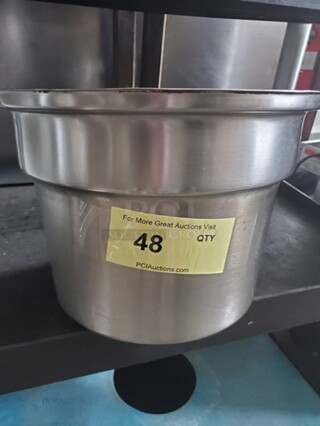 For More Great Auctions Visit
48 QTY
PCIAuctions.com